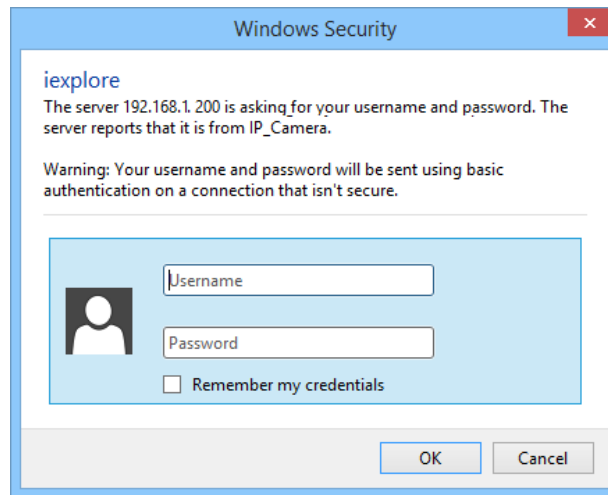 Windows Security
iexplore
The server 192.168.1. 200 is asking for your username and password. The
server reports that it is from IP_Camera.
Warning: Your username and password will be sent using basic
authentication on a connection that isn't secure.
Username
Password
Remember my credentials
OK
Cancel